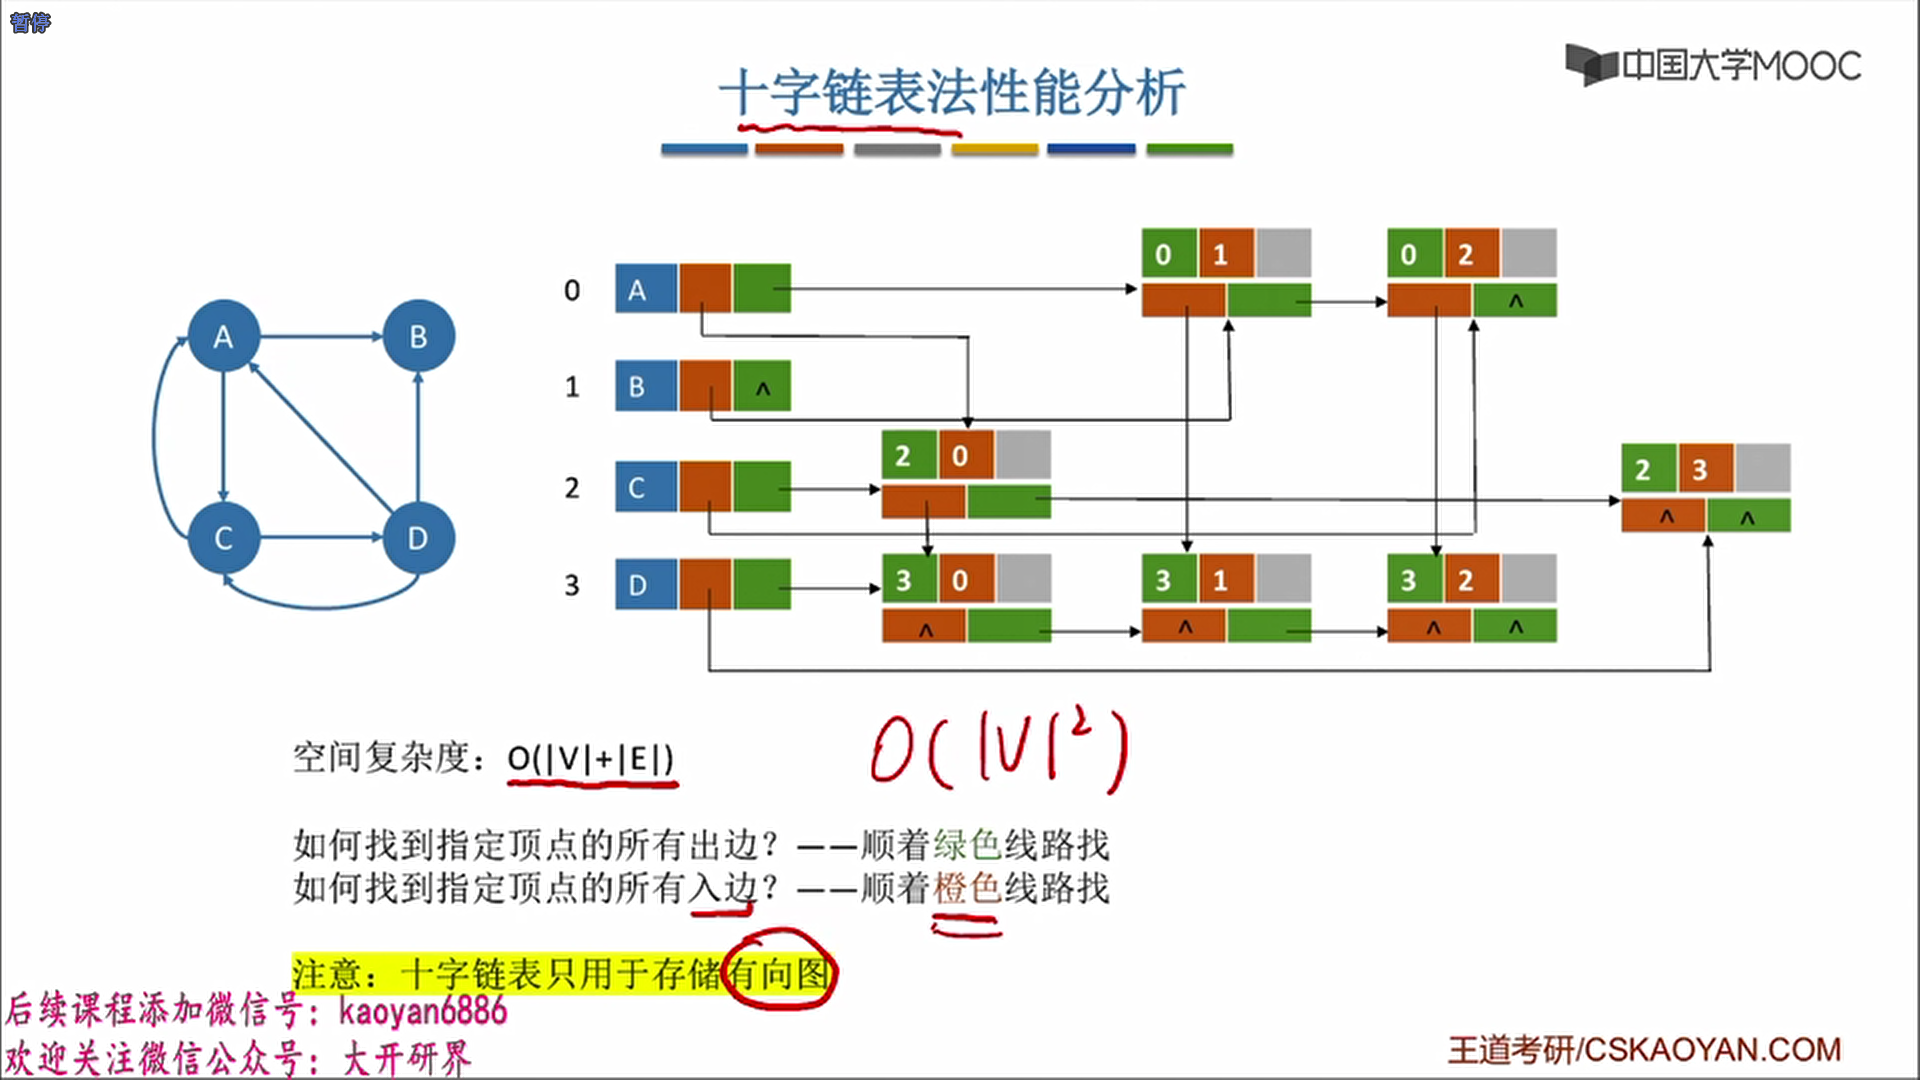 暂停
中国大学MOOC
十字链表法性能分析
A B
C D
0 A
0 1
0 2 ^
1 B ^
2 C
2 0
2 3 ^ ^
3 D
3 0 ^
3 1 ^
3 2 ^ ^
空间复杂度：O(|V|+|E|)
O(|V|²)
如何找到指定顶点的所有出边？——顺着绿色线路找
如何找到指定顶点的所有入边？——顺着橙色线路找
注意：十字链表只用于存储有向图
后续课程添加微信号：kaoyan6886
欢迎关注微信公众号：大开研界
王道考研/CSKAOYAN.COM